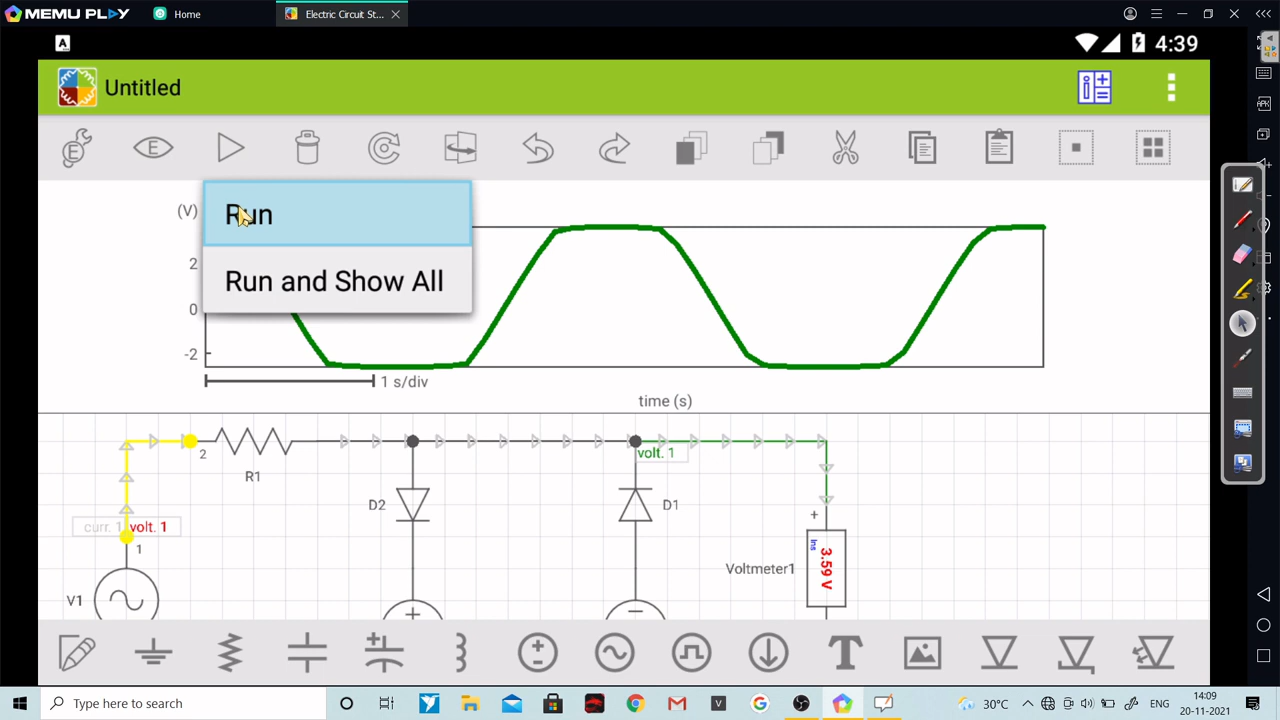 MEMU PLAY
Home
Electric Circuit St...
A
4:39
Untitled
E
E
Run
Run and Show All
(V)
2
0
-2
1 s/div
time (s)
2
R1
volt. 1
D2
D1
curr. 1 volt. 1
1
+
Ins
3.59 V
Voltmeter1
V1
+
−
T
Type here to search
V
30°C
ENG
14:09
20-11-2021